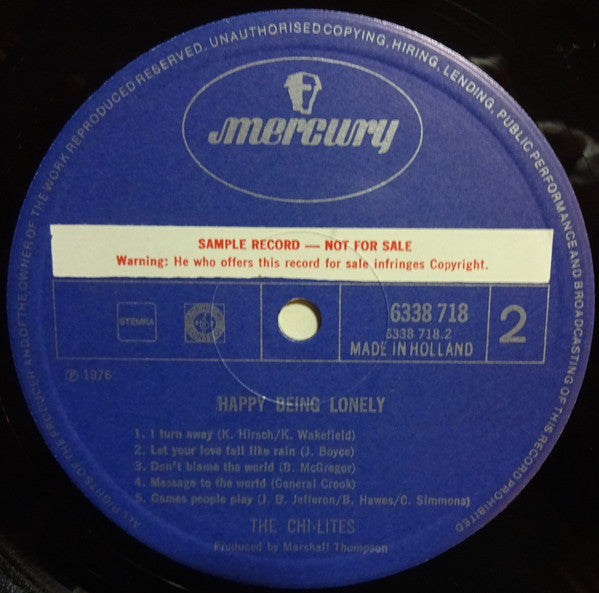 ALL RIGHTS OF THE PRODUCER AND OF THE OWNER OF THE WORK REPRODUCED RESERVED. UNAUTHORISED COPYING, HIRING, LENDING, PUBLIC PERFORMANCE AND BROADCASTING OF THIS RECORD PROHIBITED
mercury
SAMPLE RECORD — NOT FOR SALE
Warning: He who offers this record for sale infringes Copyright.
STEMRA
6338 718
6338 718.2
MADE IN HOLLAND
2
℗ 1976
HAPPY BEING LONELY
1. I turn away (K. Hirsch/K. Wakefield)
2. Let your love fall like rain (J. Boyce)
3. Don't blame the world (B. McGregor)
4. Message to the world (General Crook)
5. Games people play (J. B. Jefferon/B. Hawes/C. Simmons)
THE CHI-LITES
Produced by Marshall Thompson